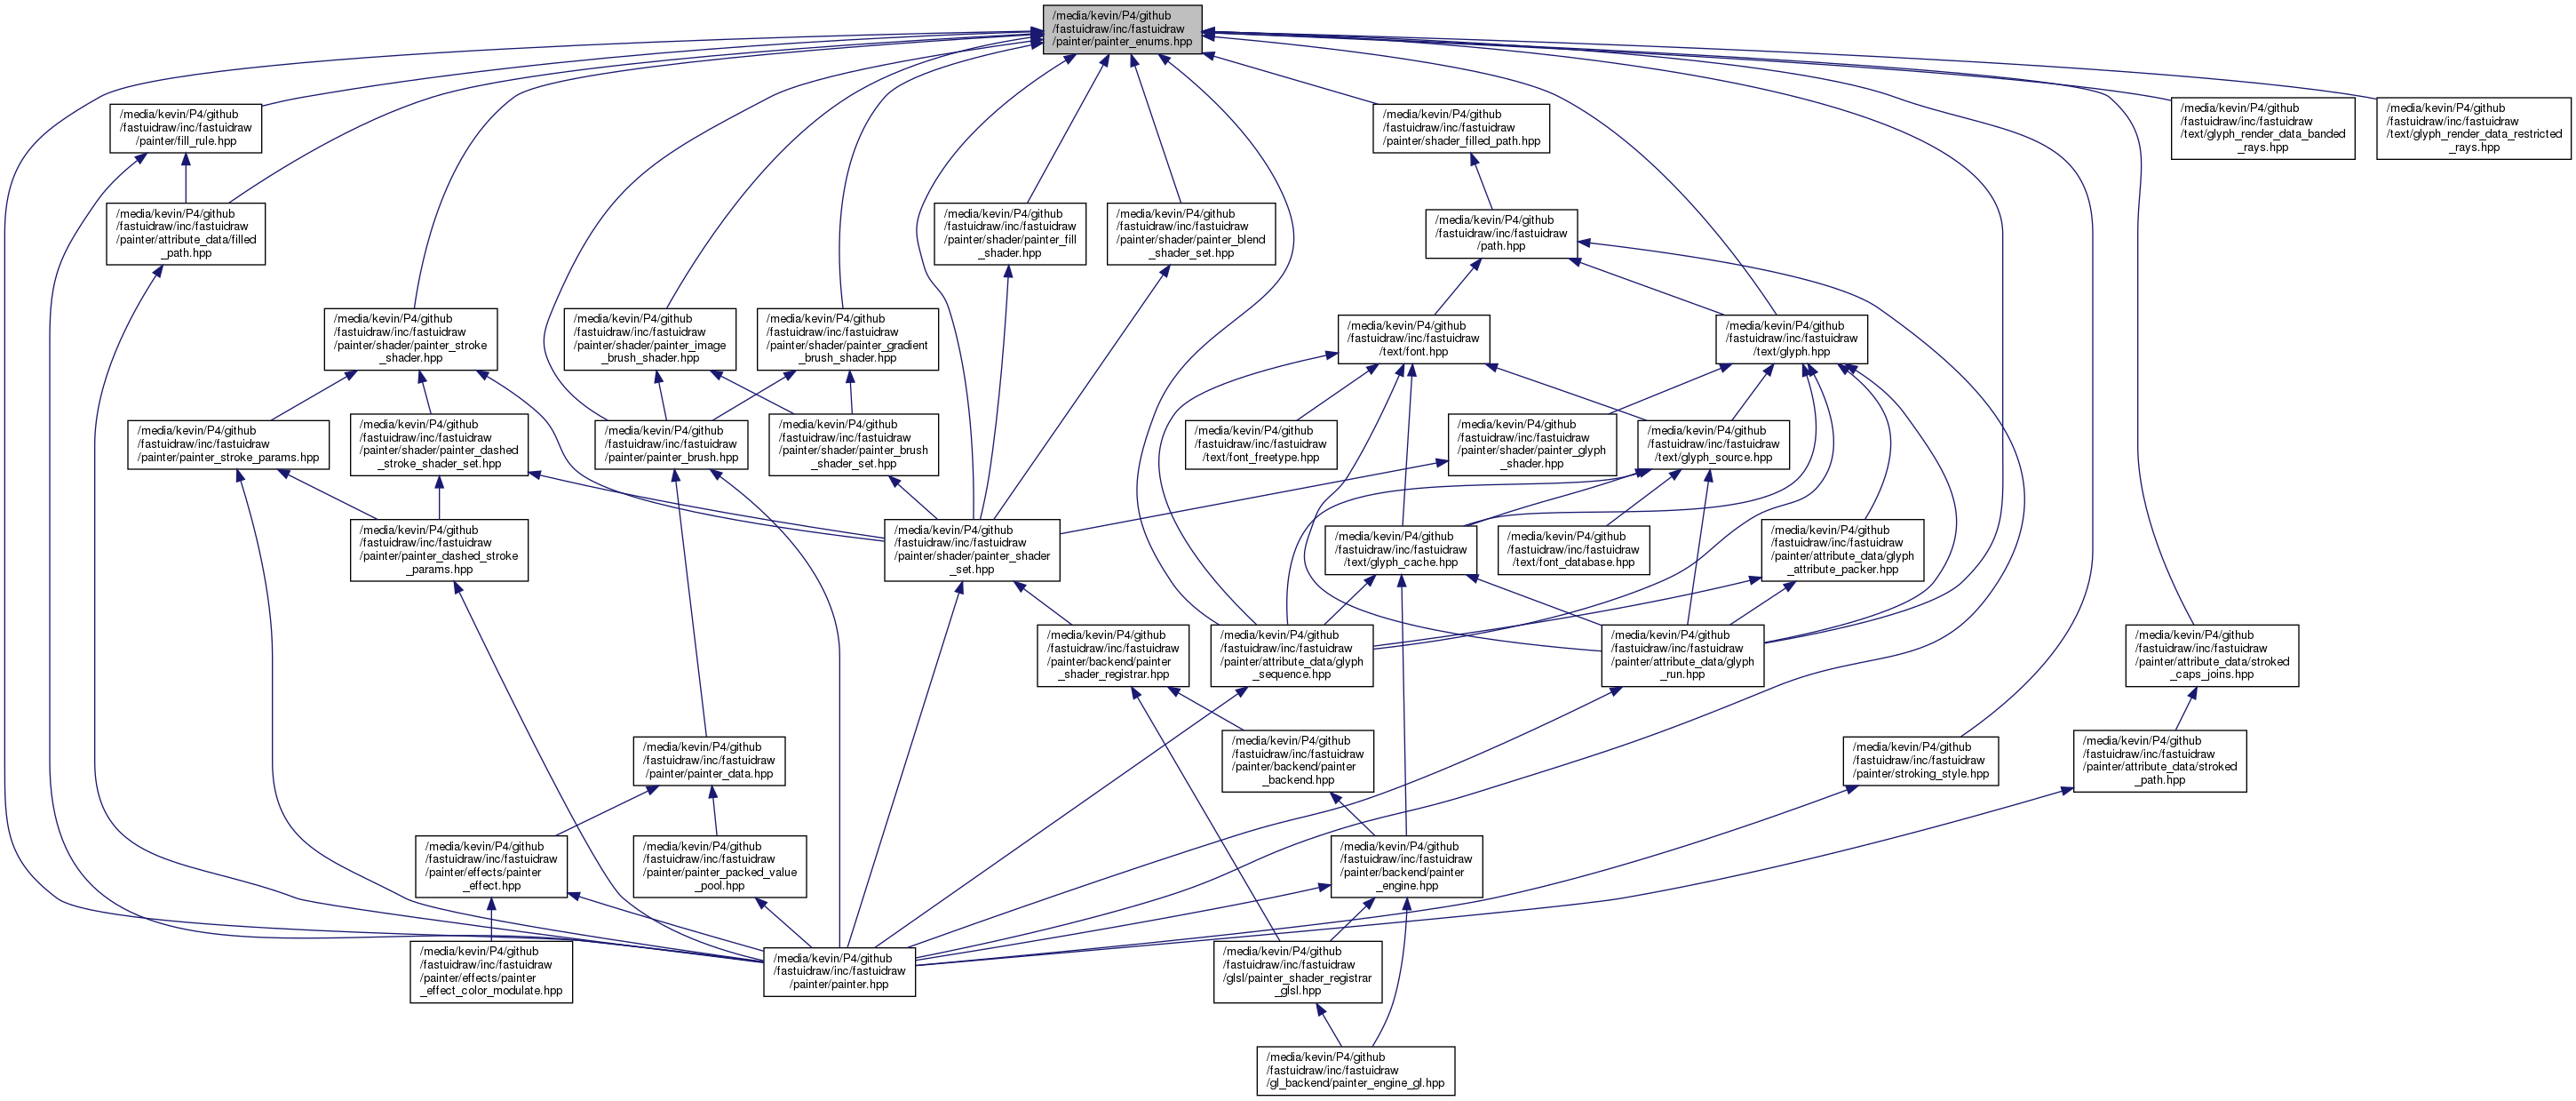 /media/kevin/P4/github
/fastuidraw/inc/fastuidraw
/painter/painter_enums.hpp
/media/kevin/P4/github
/fastuidraw/inc/fastuidraw
/painter/fill_rule.hpp
/media/kevin/P4/github
/fastuidraw/inc/fastuidraw
/painter/shader_filled_path.hpp
/media/kevin/P4/github
/fastuidraw/inc/fastuidraw
/text/glyph_render_data_banded
_rays.hpp
/media/kevin/P4/github
/fastuidraw/inc/fastuidraw
/text/glyph_render_data_restricted
_rays.hpp
/media/kevin/P4/github
/fastuidraw/inc/fastuidraw
/painter/attribute_data/filled
_path.hpp
/media/kevin/P4/github
/fastuidraw/inc/fastuidraw
/painter/shader/painter_fill
_shader.hpp
/media/kevin/P4/github
/fastuidraw/inc/fastuidraw
/painter/shader/painter_blend
_shader_set.hpp
/media/kevin/P4/github
/fastuidraw/inc/fastuidraw
/path.hpp
/media/kevin/P4/github
/fastuidraw/inc/fastuidraw
/painter/shader/painter_stroke
_shader.hpp
/media/kevin/P4/github
/fastuidraw/inc/fastuidraw
/painter/shader/painter_image
_brush_shader.hpp
/media/kevin/P4/github
/fastuidraw/inc/fastuidraw
/painter/shader/painter_gradient
_brush_shader.hpp
/media/kevin/P4/github
/fastuidraw/inc/fastuidraw
/text/font.hpp
/media/kevin/P4/github
/fastuidraw/inc/fastuidraw
/text/glyph.hpp
/media/kevin/P4/github
/fastuidraw/inc/fastuidraw
/painter/painter_stroke_params.hpp
/media/kevin/P4/github
/fastuidraw/inc/fastuidraw
/painter/shader/painter_dashed
_stroke_shader_set.hpp
/media/kevin/P4/github
/fastuidraw/inc/fastuidraw
/painter/painter_brush.hpp
/media/kevin/P4/github
/fastuidraw/inc/fastuidraw
/painter/shader/painter_brush
_shader_set.hpp
/media/kevin/P4/github
/fastuidraw/inc/fastuidraw
/text/font_freetype.hpp
/media/kevin/P4/github
/fastuidraw/inc/fastuidraw
/painter/shader/painter_glyph
_shader.hpp
/media/kevin/P4/github
/fastuidraw/inc/fastuidraw
/text/glyph_source.hpp
/media/kevin/P4/github
/fastuidraw/inc/fastuidraw
/painter/painter_dashed_stroke
_params.hpp
/media/kevin/P4/github
/fastuidraw/inc/fastuidraw
/painter/shader/painter_shader
_set.hpp
/media/kevin/P4/github
/fastuidraw/inc/fastuidraw
/text/glyph_cache.hpp
/media/kevin/P4/github
/fastuidraw/inc/fastuidraw
/text/font_database.hpp
/media/kevin/P4/github
/fastuidraw/inc/fastuidraw
/painter/attribute_data/glyph
_attribute_packer.hpp
/media/kevin/P4/github
/fastuidraw/inc/fastuidraw
/painter/backend/painter
_shader_registrar.hpp
/media/kevin/P4/github
/fastuidraw/inc/fastuidraw
/painter/attribute_data/glyph
_sequence.hpp
/media/kevin/P4/github
/fastuidraw/inc/fastuidraw
/painter/attribute_data/glyph
_run.hpp
/media/kevin/P4/github
/fastuidraw/inc/fastuidraw
/painter/attribute_data/stroked
_caps_joins.hpp
/media/kevin/P4/github
/fastuidraw/inc/fastuidraw
/painter/painter_data.hpp
/media/kevin/P4/github
/fastuidraw/inc/fastuidraw
/painter/backend/painter
_backend.hpp
/media/kevin/P4/github
/fastuidraw/inc/fastuidraw
/painter/stroking_style.hpp
/media/kevin/P4/github
/fastuidraw/inc/fastuidraw
/painter/attribute_data/stroked
_path.hpp
/media/kevin/P4/github
/fastuidraw/inc/fastuidraw
/painter/effects/painter
_effect.hpp
/media/kevin/P4/github
/fastuidraw/inc/fastuidraw
/painter/painter_packed_value
_pool.hpp
/media/kevin/P4/github
/fastuidraw/inc/fastuidraw
/painter/backend/painter
_engine.hpp
/media/kevin/P4/github
/fastuidraw/inc/fastuidraw
/painter/effects/painter
_effect_color_modulate.hpp
/media/kevin/P4/github
/fastuidraw/inc/fastuidraw
/painter/painter.hpp
/media/kevin/P4/github
/fastuidraw/inc/fastuidraw
/glsl/painter_shader_registrar
_glsl.hpp
/media/kevin/P4/github
/fastuidraw/inc/fastuidraw
/gl_backend/painter_engine_gl.hpp